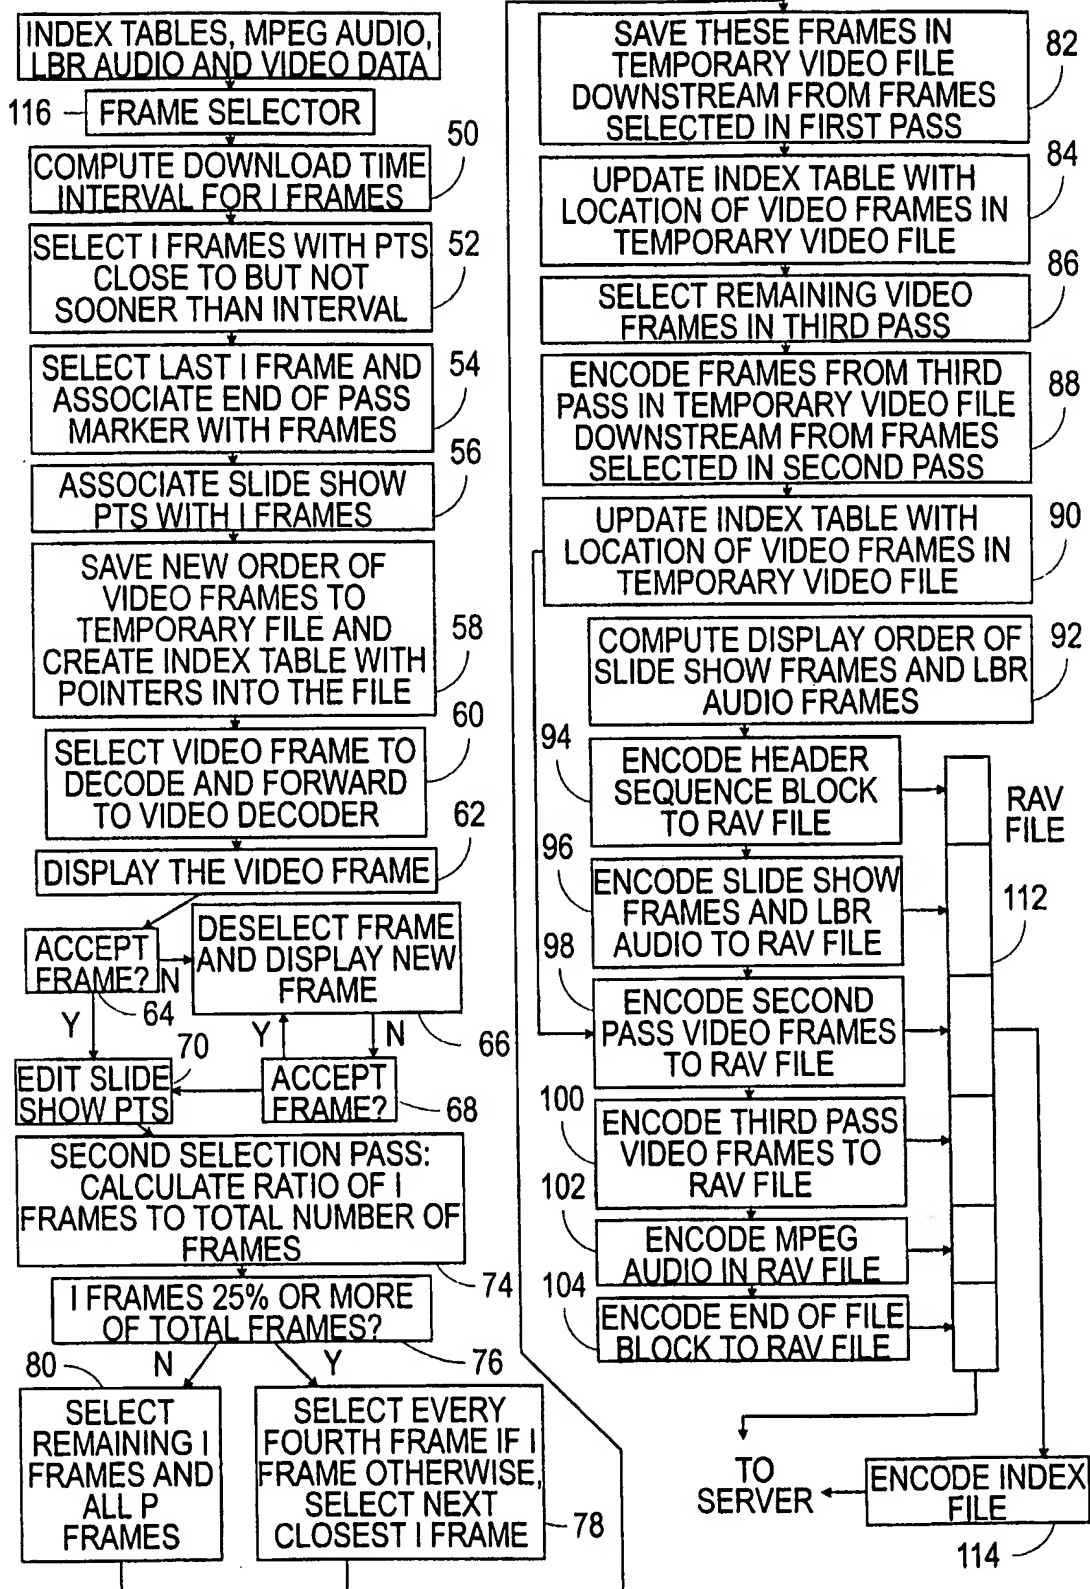 INDEX TABLES, MPEG AUDIO,
LBR AUDIO AND VIDEO DATA
116
FRAME SELECTOR
50
COMPUTE DOWNLOAD TIME
INTERVAL FOR I FRAMES
SELECT I FRAMES WITH PTS
CLOSE TO BUT NOT
SOONER THAN INTERVAL
52
SELECT LAST I FRAME AND
ASSOCIATE END OF PASS
MARKER WITH FRAMES
54
56
ASSOCIATE SLIDE SHOW
PTS WITH I FRAMES
SAVE NEW ORDER OF
VIDEO FRAMES TO
TEMPORARY FILE AND
CREATE INDEX TABLE WITH
POINTERS INTO THE FILE
58
60
SELECT VIDEO FRAME TO
DECODE AND FORWARD
TO VIDEO DECODER
62
DISPLAY THE VIDEO FRAME
ACCEPT
FRAME?
N
64
DESELECT FRAME
AND DISPLAY NEW
FRAME
66
Y
Y
N
70
EDIT SLIDE
SHOW PTS
ACCEPT
FRAME?
68
SECOND SELECTION PASS:
CALCULATE RATIO OF I
FRAMES TO TOTAL NUMBER OF
FRAMES
74
I FRAMES 25% OR MORE
OF TOTAL FRAMES?
76
N
Y
80
SELECT
REMAINING I
FRAMES AND
ALL P
FRAMES
SELECT EVERY
FOURTH FRAME IF I
FRAME OTHERWISE,
SELECT NEXT
CLOSEST I FRAME
78
SAVE THESE FRAMES IN
TEMPORARY VIDEO FILE
DOWNSTREAM FROM FRAMES
SELECTED IN FIRST PASS
82
UPDATE INDEX TABLE WITH
LOCATION OF VIDEO FRAMES IN
TEMPORARY VIDEO FILE
84
86
SELECT REMAINING VIDEO
FRAMES IN THIRD PASS
ENCODE FRAMES FROM THIRD
PASS IN TEMPORARY VIDEO FILE
DOWNSTREAM FROM FRAMES
SELECTED IN SECOND PASS
88
UPDATE INDEX TABLE WITH
LOCATION OF VIDEO FRAMES IN
TEMPORARY VIDEO FILE
90
COMPUTE DISPLAY ORDER OF
SLIDE SHOW FRAMES AND LBR
AUDIO FRAMES
92
94
ENCODE HEADER
SEQUENCE BLOCK
TO RAV FILE
RAV
FILE
96
ENCODE SLIDE SHOW
FRAMES AND LBR
AUDIO TO RAV FILE
112
98
ENCODE SECOND
PASS VIDEO FRAMES
TO RAV FILE
100
ENCODE THIRD PASS
VIDEO FRAMES TO
RAV FILE
102
ENCODE MPEG
AUDIO IN RAV FILE
104
ENCODE END OF FILE
BLOCK TO RAV FILE
TO
SERVER
ENCODE INDEX
FILE
114